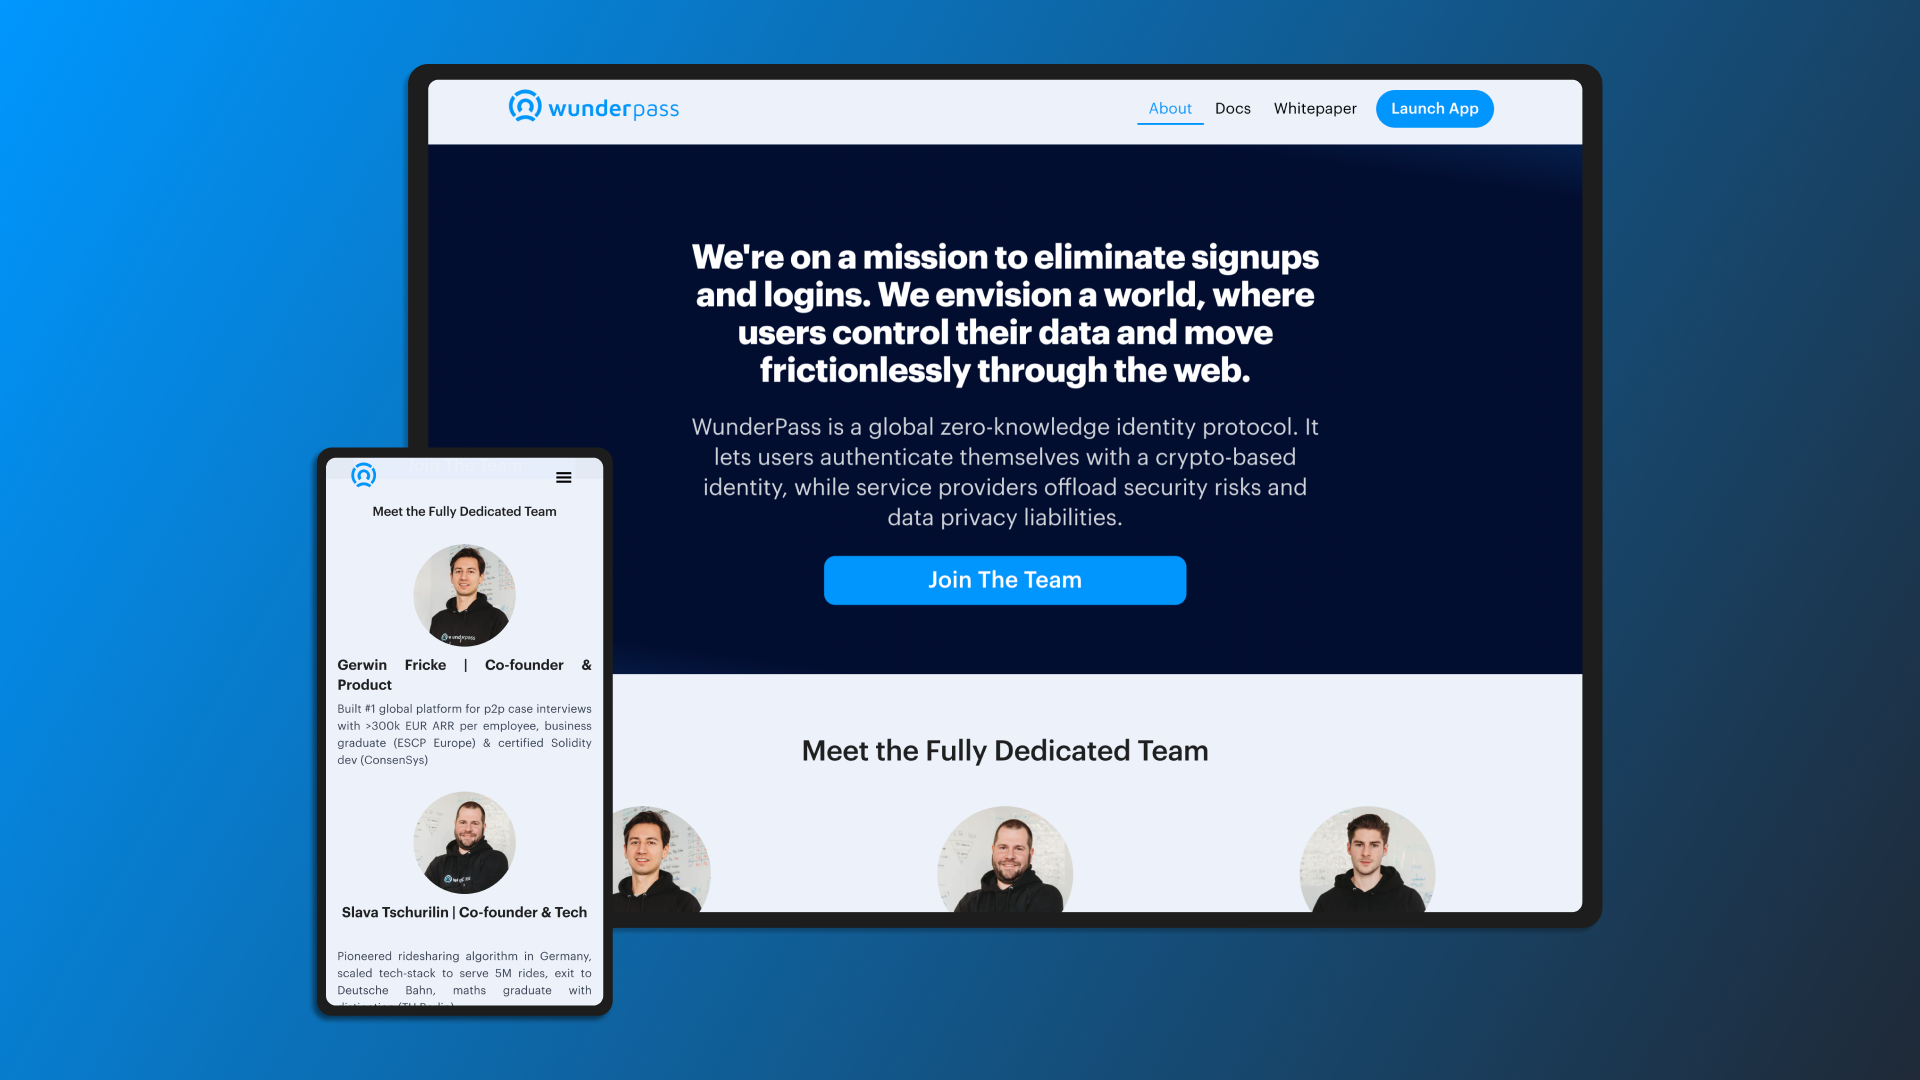 wunderpass
About Docs Whitepaper Launch App
We're on a mission to eliminate signups
and logins. We envision a world, where
users control their data and move
frictionlessly through the web.
WunderPass is a global zero-knowledge identity protocol. It
lets users authenticate themselves with a crypto-based
identity, while service providers offload security risks and
data privacy liabilities.
Join The Team
Meet the Fully Dedicated Team
Join The Team
Meet the Fully Dedicated Team
wunderpass
Gerwin Fricke | Co-founder &
Product
Built #1 global platform for p2p case interviews
with >300k EUR ARR per employee, business
graduate (ESCP Europe) & certified Solidity
dev (ConsenSys)
Slava Tschurilin | Co-founder & Tech
Pioneered ridesharing algorithm in Germany,
scaled tech-stack to serve 5M rides, exit to
Deutsche Bahn, maths graduate with